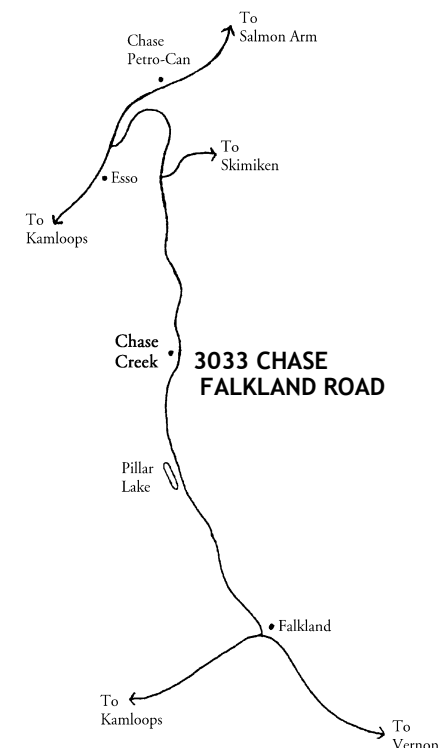 To
Salmon Arm
Chase
Petro-Can
To
Skimiken
Esso
To
Kamloops
Chase
Creek
3033 CHASE
FALKLAND ROAD
Pillar
Lake
Falkland
To
Kamloops
To
Vernon